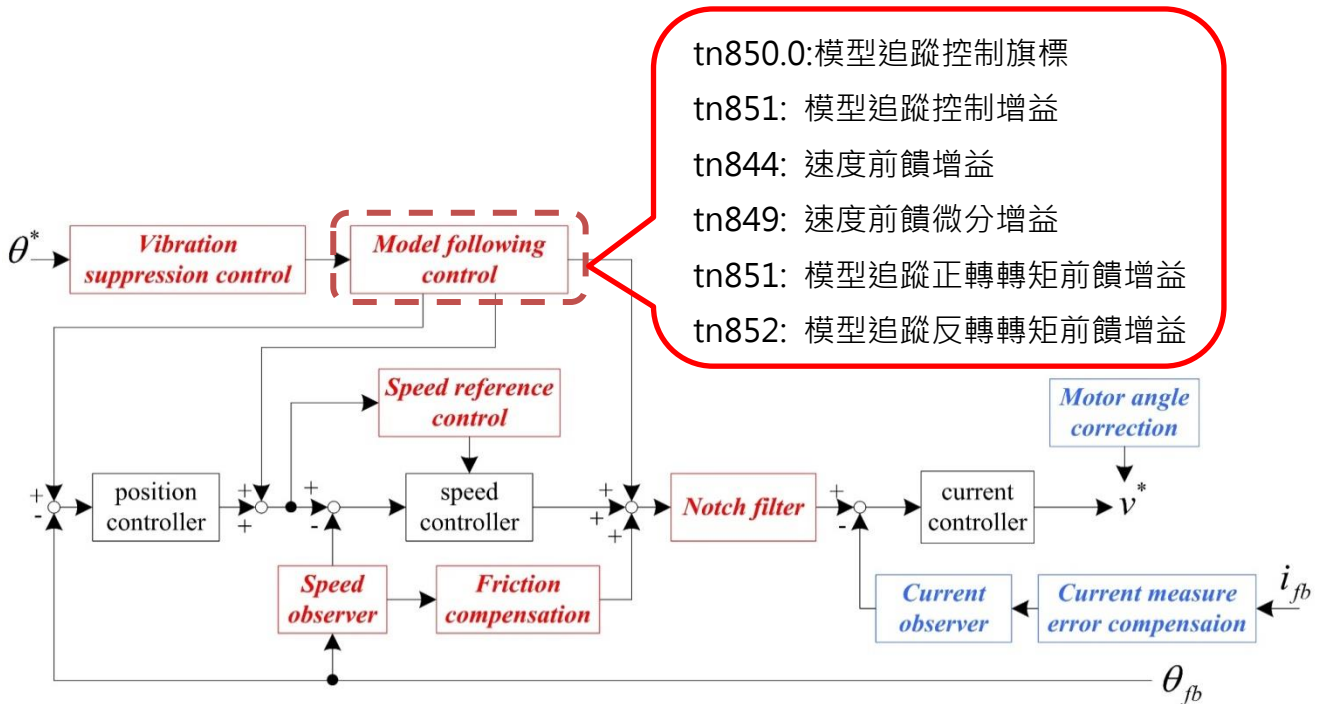 tn850.0:模型追蹤控制旗標
tn851: 模型追蹤控制增益
tn844: 速度前饋增益
tn849: 速度前饋微分增益
tn851: 模型追蹤正轉轉矩前饋增益
tn852: 模型追蹤反轉轉矩前饋增益
θ*
Vibration
suppression control
Model following
control
Speed reference
control
Motor angle
correction
+
-
position
controller
+
+
+
-
speed
controller
+
+
+
Notch filter
+
-
current
controller
v*
Speed
observer
Friction
compensation
Current
observer
Current measure
error compensaion
i_fb
θ_fb